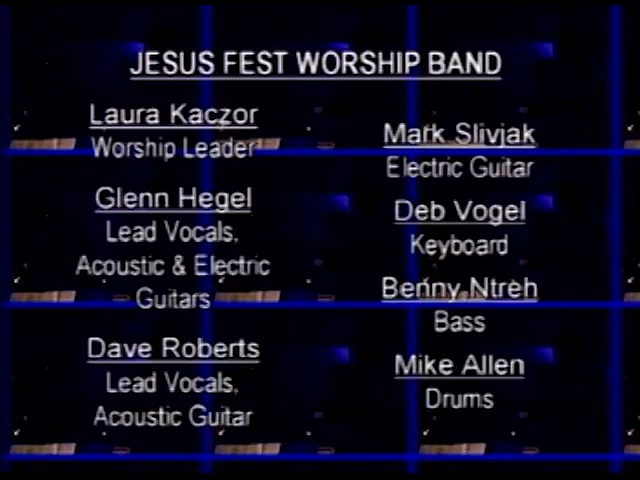 JESUS FEST WORSHIP BAND
Laura Kaczor
Worship Leader
Glenn Hegel
Lead Vocals,
Acoustic & Electric
Guitars
Dave Roberts
Lead Vocals,
Acoustic Guitar
Mark Slivjak
Electric Guitar
Deb Vogel
Keyboard
Benny Ntreh
Bass
Mike Allen
Drums